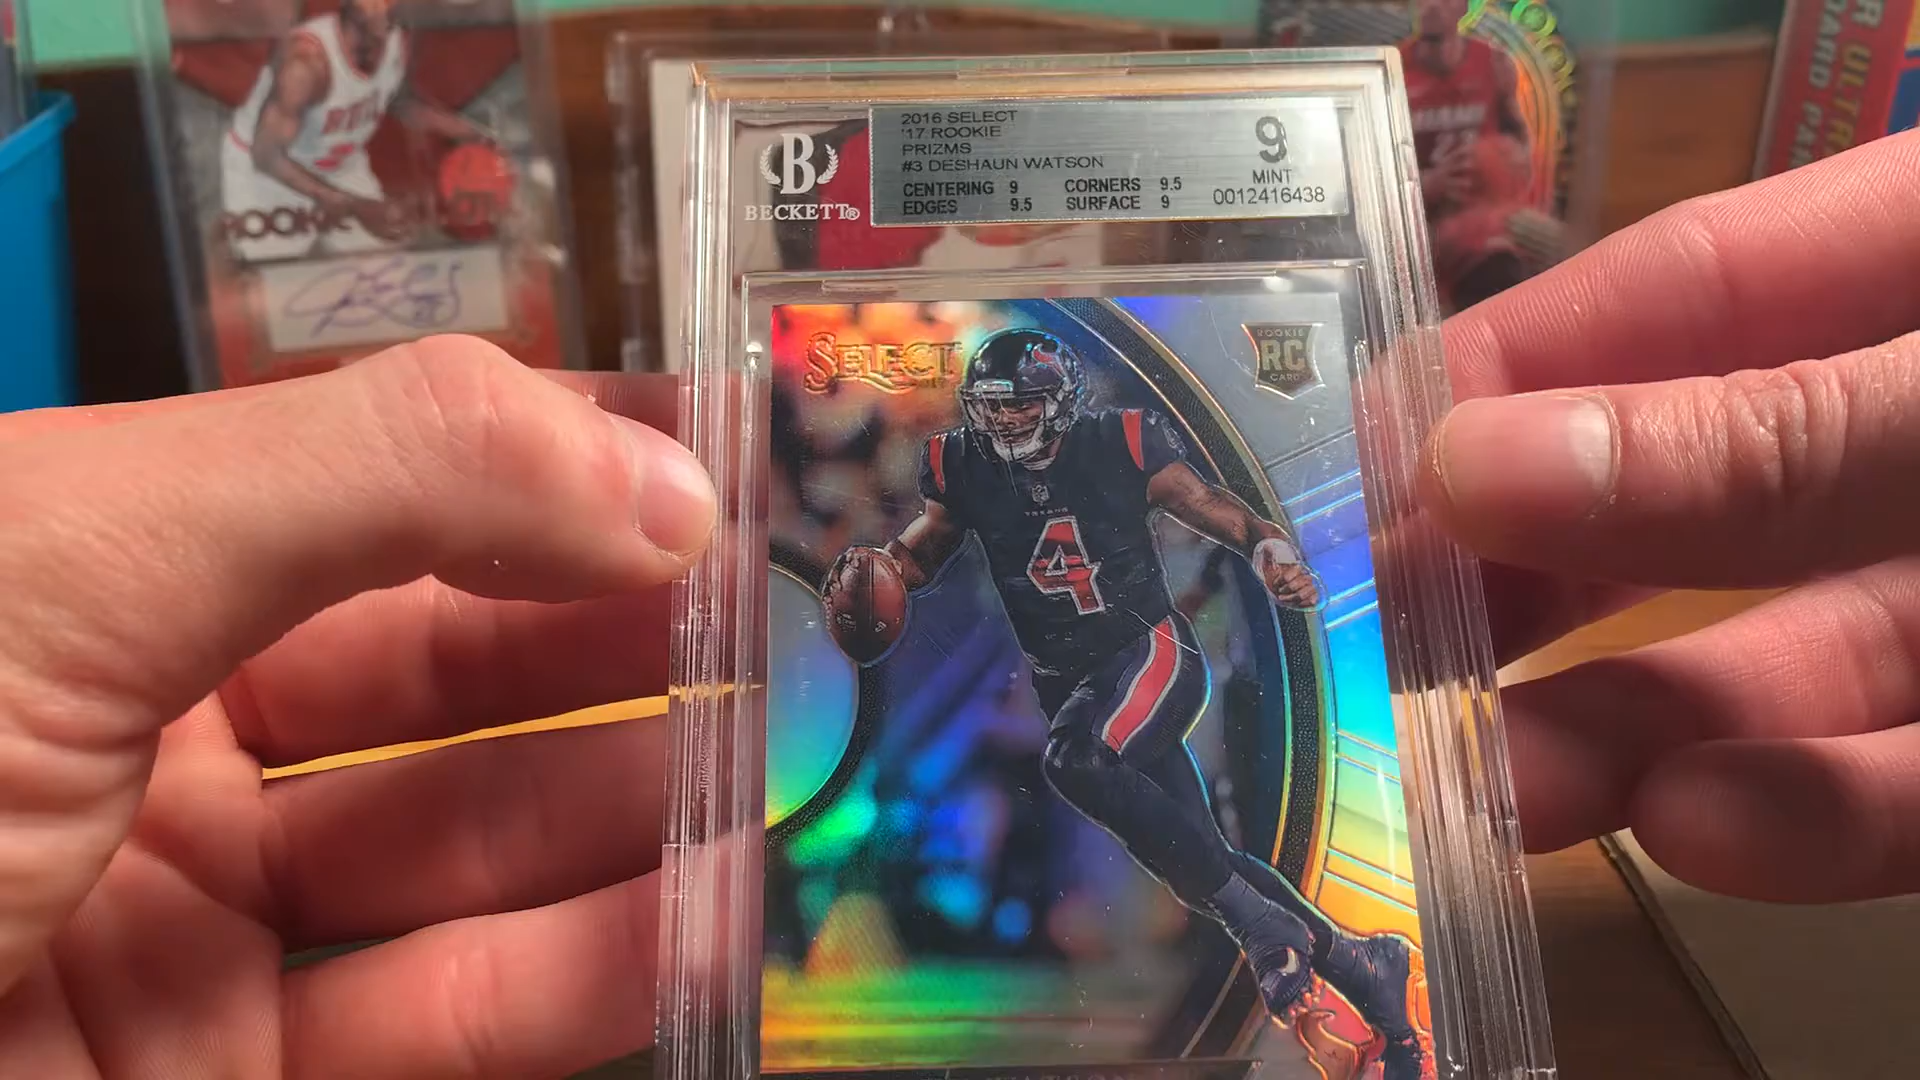 2016 SELECT
'17 ROOKIE
PRIZMS
#3 DESHAUN WATSON
CENTERING 9 CORNERS 9.5
EDGES 9.5 SURFACE 9
9
MINT
0012416438
B
BECKETT®
SELECT
ROOKIE
RC
CARD
TEXANS
4
MIAMI
ROOKIE